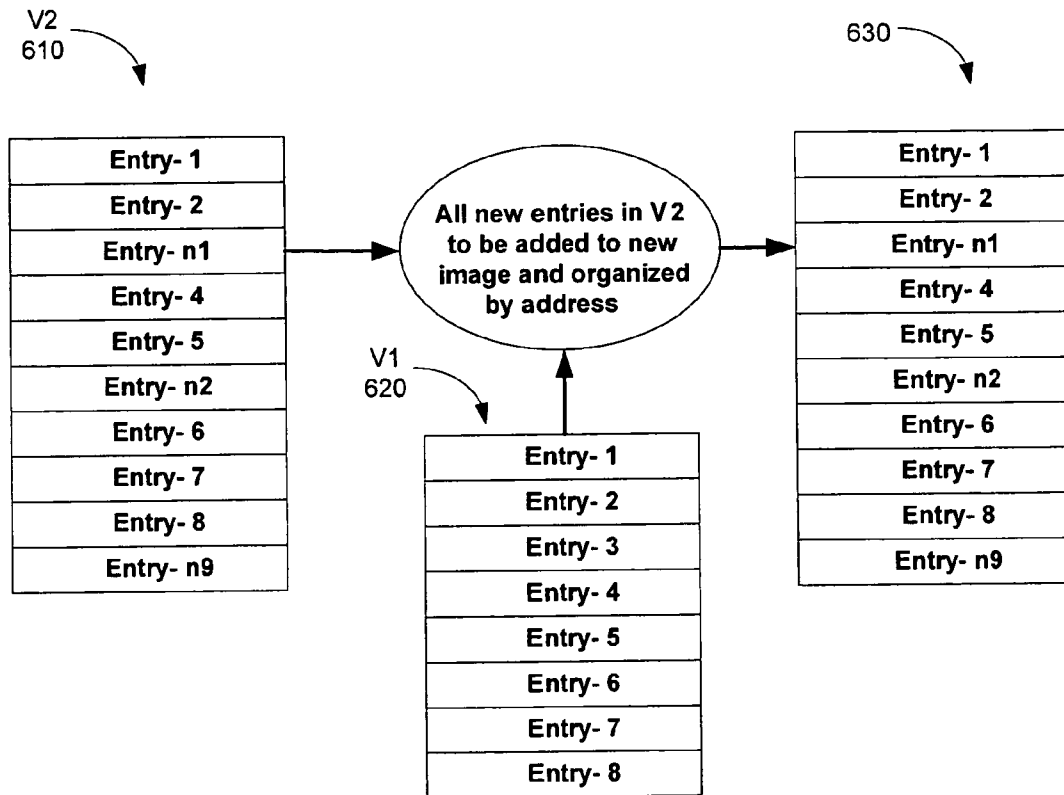 V2
610
Entry- 1
Entry- 2
Entry- n1
Entry- 4
Entry- 5
Entry- n2
Entry- 6
Entry- 7
Entry- 8
Entry- n9
All new entries in V2
to be added to new
image and organized
by address
V1
620
Entry- 1
Entry- 2
Entry- 3
Entry- 4
Entry- 5
Entry- 6
Entry- 7
Entry- 8
630
Entry- 1
Entry- 2
Entry- n1
Entry- 4
Entry- 5
Entry- n2
Entry- 6
Entry- 7
Entry- 8
Entry- n9